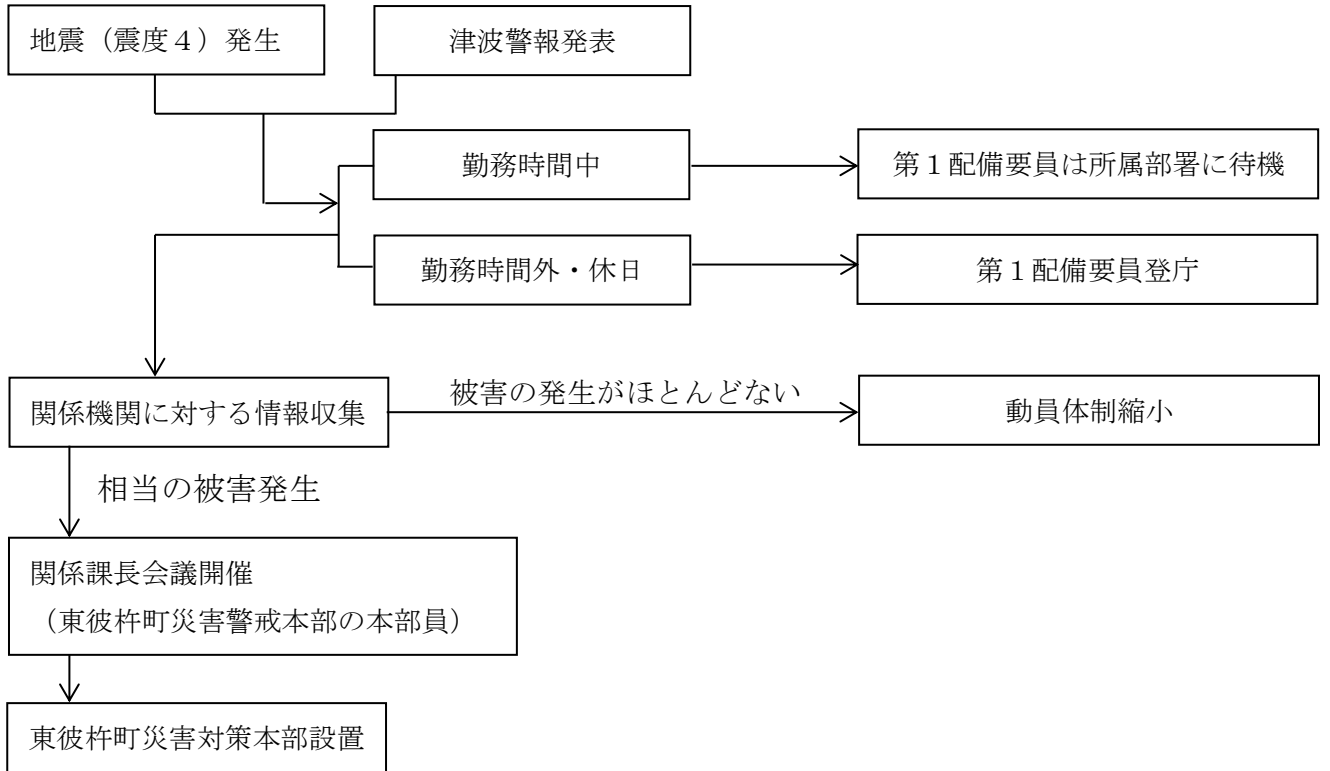 地震（震度４）発生
津波警報発表
勤務時間中
第１配備要員は所属部署に待機
勤務時間外・休日
第１配備要員登庁
関係機関に対する情報収集
被害の発生がほとんどない
動員体制縮小
相当の被害発生
関係課長会議開催
（東彼杵町災害警戒本部の本部員）
東彼杵町災害対策本部設置